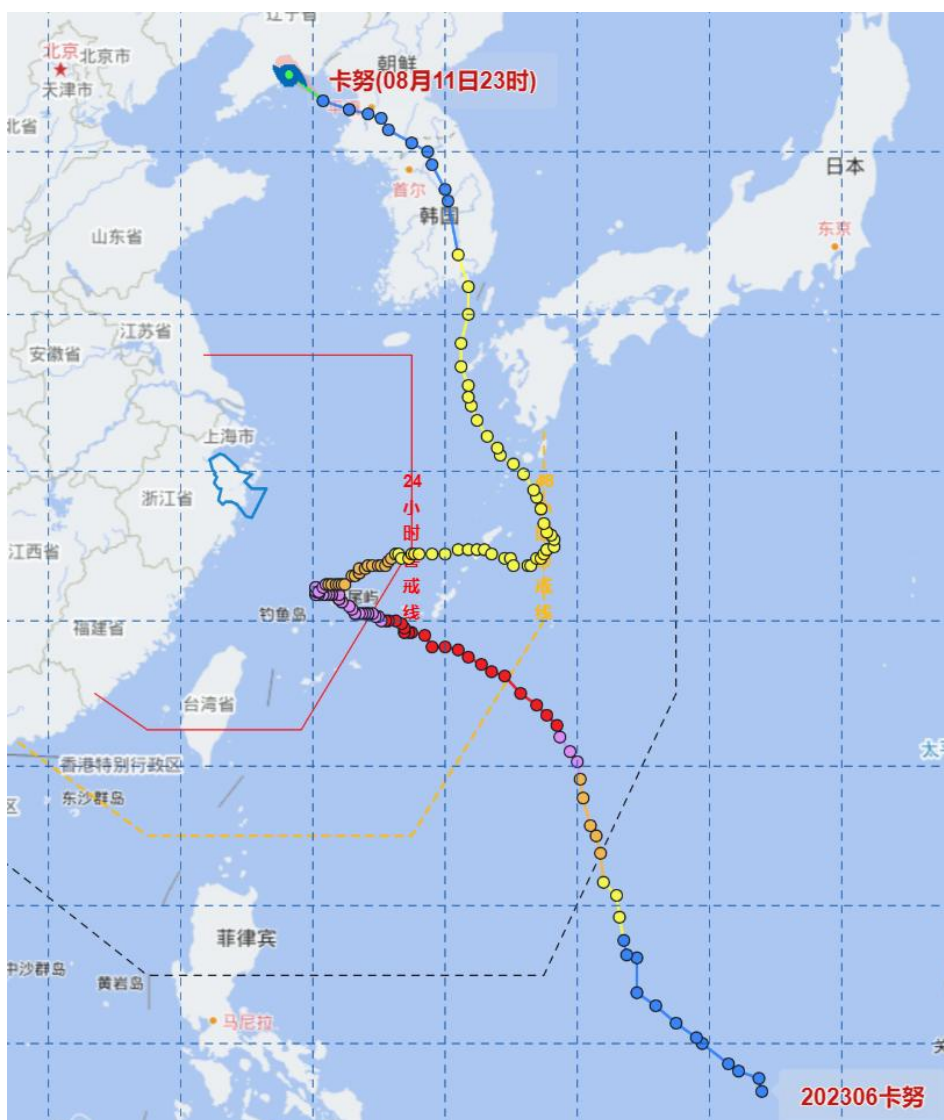 辽宁省
北京
北京市
朝鲜
卡努(08月11日23时)
天津市
北省
日本
首尔
韩国
东京
山东省
江苏省
安徽省
上海市
24
小
时
戒
线
浙江省
江西省
尾屿
钓鱼岛
戒
线
福建省
台湾省
香港特别行政区
东沙群岛
区
菲律宾
中沙群岛
黄岩岛
马尼拉
关
202306卡努